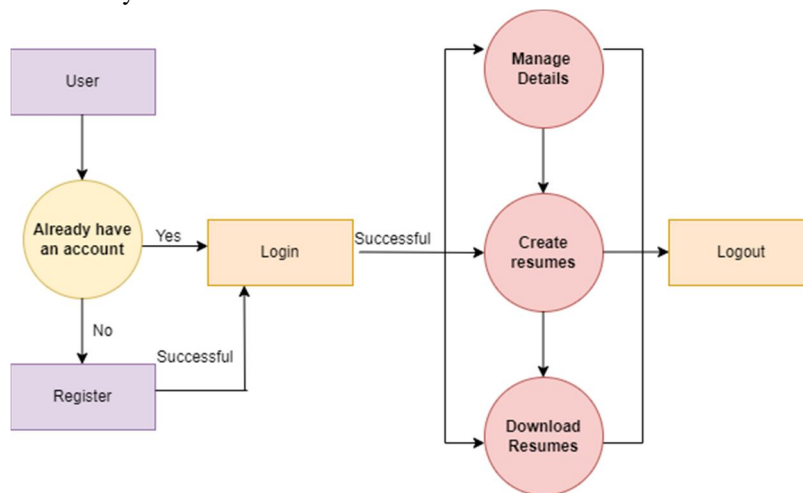 User
Already have
an account
Yes
No
Register
Successful
Login
Successful
Manage
Details
Create
resumes
Download
Resumes
Logout